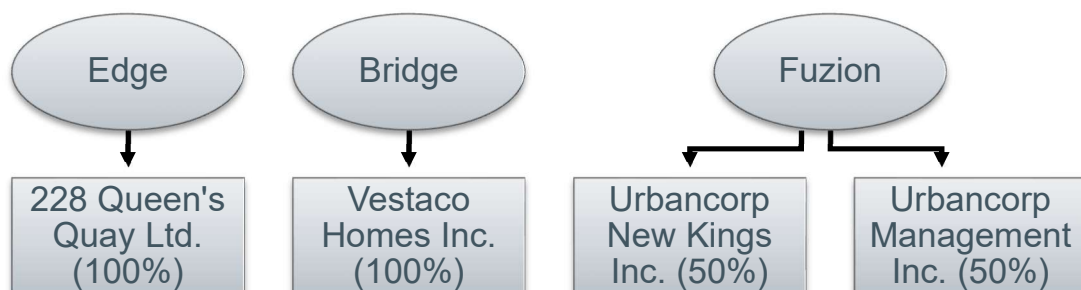 Edge
Bridge
Fuzion
228 Queen's
Quay Ltd.
(100%)
Vestaco
Homes Inc.
(100%)
Urbancorp
New Kings
Inc. (50%)
Urbancorp
Management
Inc. (50%)